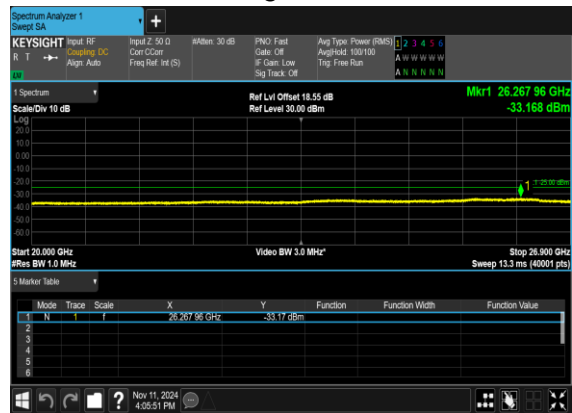 Spectrum Analyzer 1
Swept SA
+
KEYSIGHT Input: RF Input Z: 50 Ω #Atten: 30 dB PNO: Fast Avg Type: Power (RMS) 1 2 3 4 5 6
R T Coupling: DC Corr CCorr Gate: Off Avg|Hold: 100/100 A W W W W W
Align: Auto Freq Ref: Int (S) IF Gain: Low Trig: Free Run
Sig Track: Off A N N N N N
1 Spectrum Ref Lvl Offset 18.55 dB Mkr1 26.267 96 GHz
Scale/Div 10 dB Ref Level 30.00 dBm -33.168 dBm
Log
20.0
10.0
0.00
-10.0
-20.0
-30.0
-40.0
-50.0
-60.0
1
Start 20.000 GHz Video BW 3.0 MHz* Stop 26.900 GHz
#Res BW 1.0 MHz Sweep 13.3 ms (40001 pts)
5 Marker Table
Mode Trace Scale X Y Function Function Width Function Value
1 N 1 f 26.267 96 GHz -33.17 dBm
2
3
4
5
6
? Nov 11, 2024
4:05:51 PM